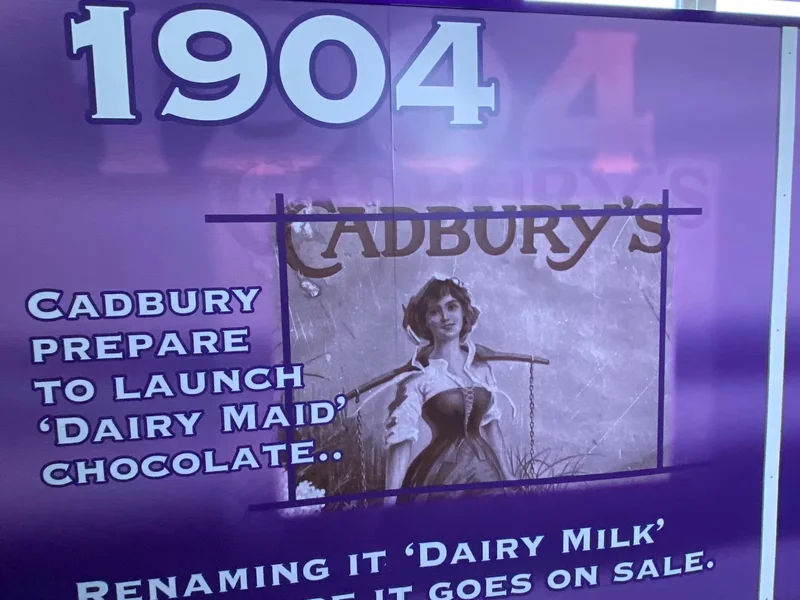 1904
CADBURY'S
CADBURY
PREPARE
TO LAUNCH
'DAIRY MAID'
CHOCOLATE..
RENAMING IT 'DAIRY MILK'
IT GOES ON SALE.